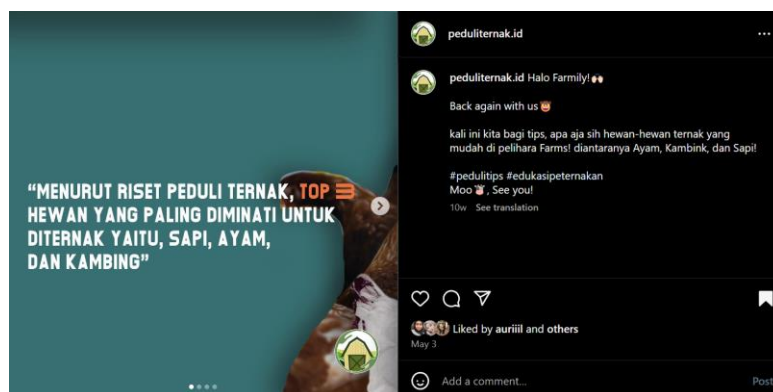 “MENURUT RISET PEDULI TERNAK, TOP 3
HEWAN YANG PALING DIMINATI UNTUK
DITERNAK YAITU, SAPI, AYAM,
DAN KAMBING”
peduliternak.id
peduliternak.id Halo Farmily!
Back again with us
kali ini kita bagi tips, apa aja sih hewan-hewan ternak yang
mudah di pelihara Farms! diantaranya Ayam, Kambink, dan Sapi!
#pedulitips #edukasipeternakan
Moo 🐮, See you!
10w See translation
Liked by auriiil and others
May 3
Add a comment...
Post